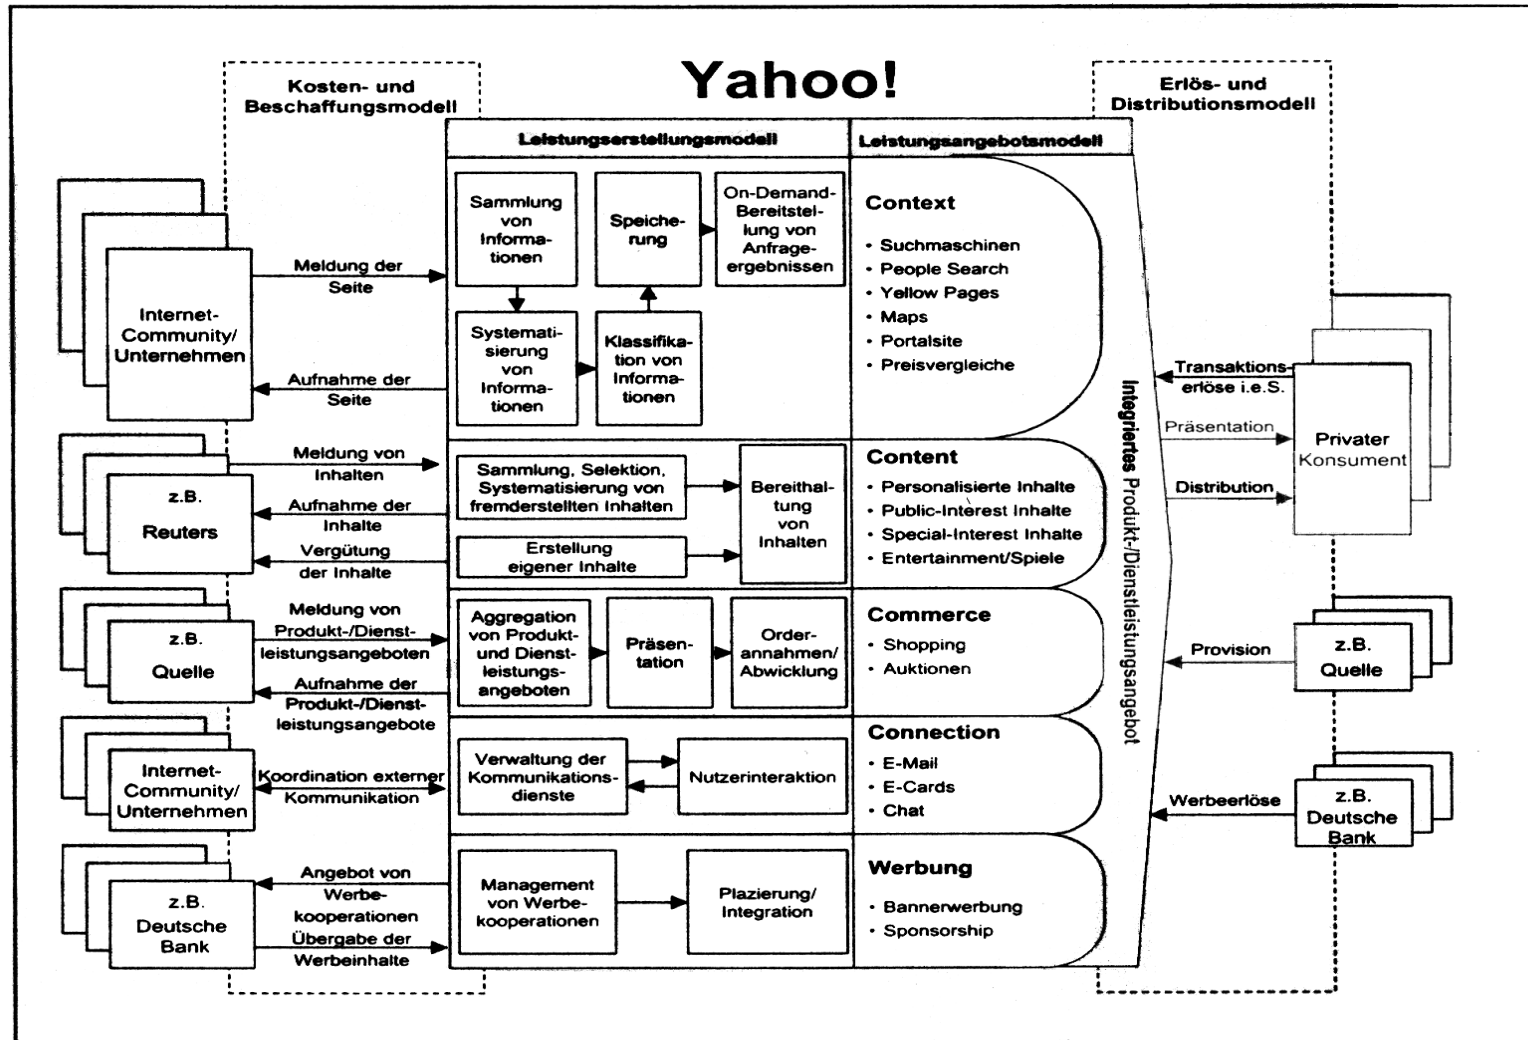 Yahoo!
Kosten- und
Beschaffungsmodell
Erlös- und
Distributionsmodell
Leistungserstellungsmodell
Leistungsangebotsmodell
Internet-
Community/
Unternehmen
Meldung der
Seite
Aufnahme der
Seite
Sammlung
von
Informa-
tionen
Systemati-
sierung
von
Informa-
tionen
Speiche-
rung
Klassifika-
tion von
Informa-
tionen
On-Demand-
Bereitstel-
lung von
Anfrage-
ergebnissen
Context
• Suchmaschinen
• People Search
• Yellow Pages
• Maps
• Portalsite
• Preisvergleiche
z.B.
Reuters
Meldung von
Inhalten
Aufnahme der
Inhalte
Vergütung
der Inhalte
Sammlung, Selektion,
Systematisierung von
fremderstellten Inhalten
Erstellung
eigener Inhalte
Bereithal-
tung
von
Inhalten
Content
• Personalisierte Inhalte
• Public-Interest Inhalte
• Special-Interest Inhalte
• Entertainment/Spiele
z.B.
Quelle
Meldung von
Produkt-/Dienst-
leistungsangeboten
Aufnahme der
Produkt-/Dienst-
leistungsangebote
Aggregation
von Produkt-
und Dienst-
leistungs-
angeboten
Präsen-
tation
Order-
annahmen/
Abwicklung
Commerce
• Shopping
• Auktionen
Internet-
Community/
Unternehmen
Koordination externer
Kommunikation
Verwaltung der
Kommunikations-
dienste
Nutzerinteraktion
Connection
• E-Mail
• E-Cards
• Chat
z.B.
Deutsche
Bank
Angebot von
Werbe-
kooperationen
Übergabe der
Werbeinhalte
Management
von Werbe-
kooperationen
Plazierung/
Integration
Werbung
• Bannerwerbung
• Sponsorship
Integriertes Produkt-/Dienstleistungsangebot
Transaktions-
erlöse i.e.S.
Präsentation
Distribution
Privater
Konsument
Provision
z.B.
Quelle
Werbeerlöse
z.B.
Deutsche
Bank